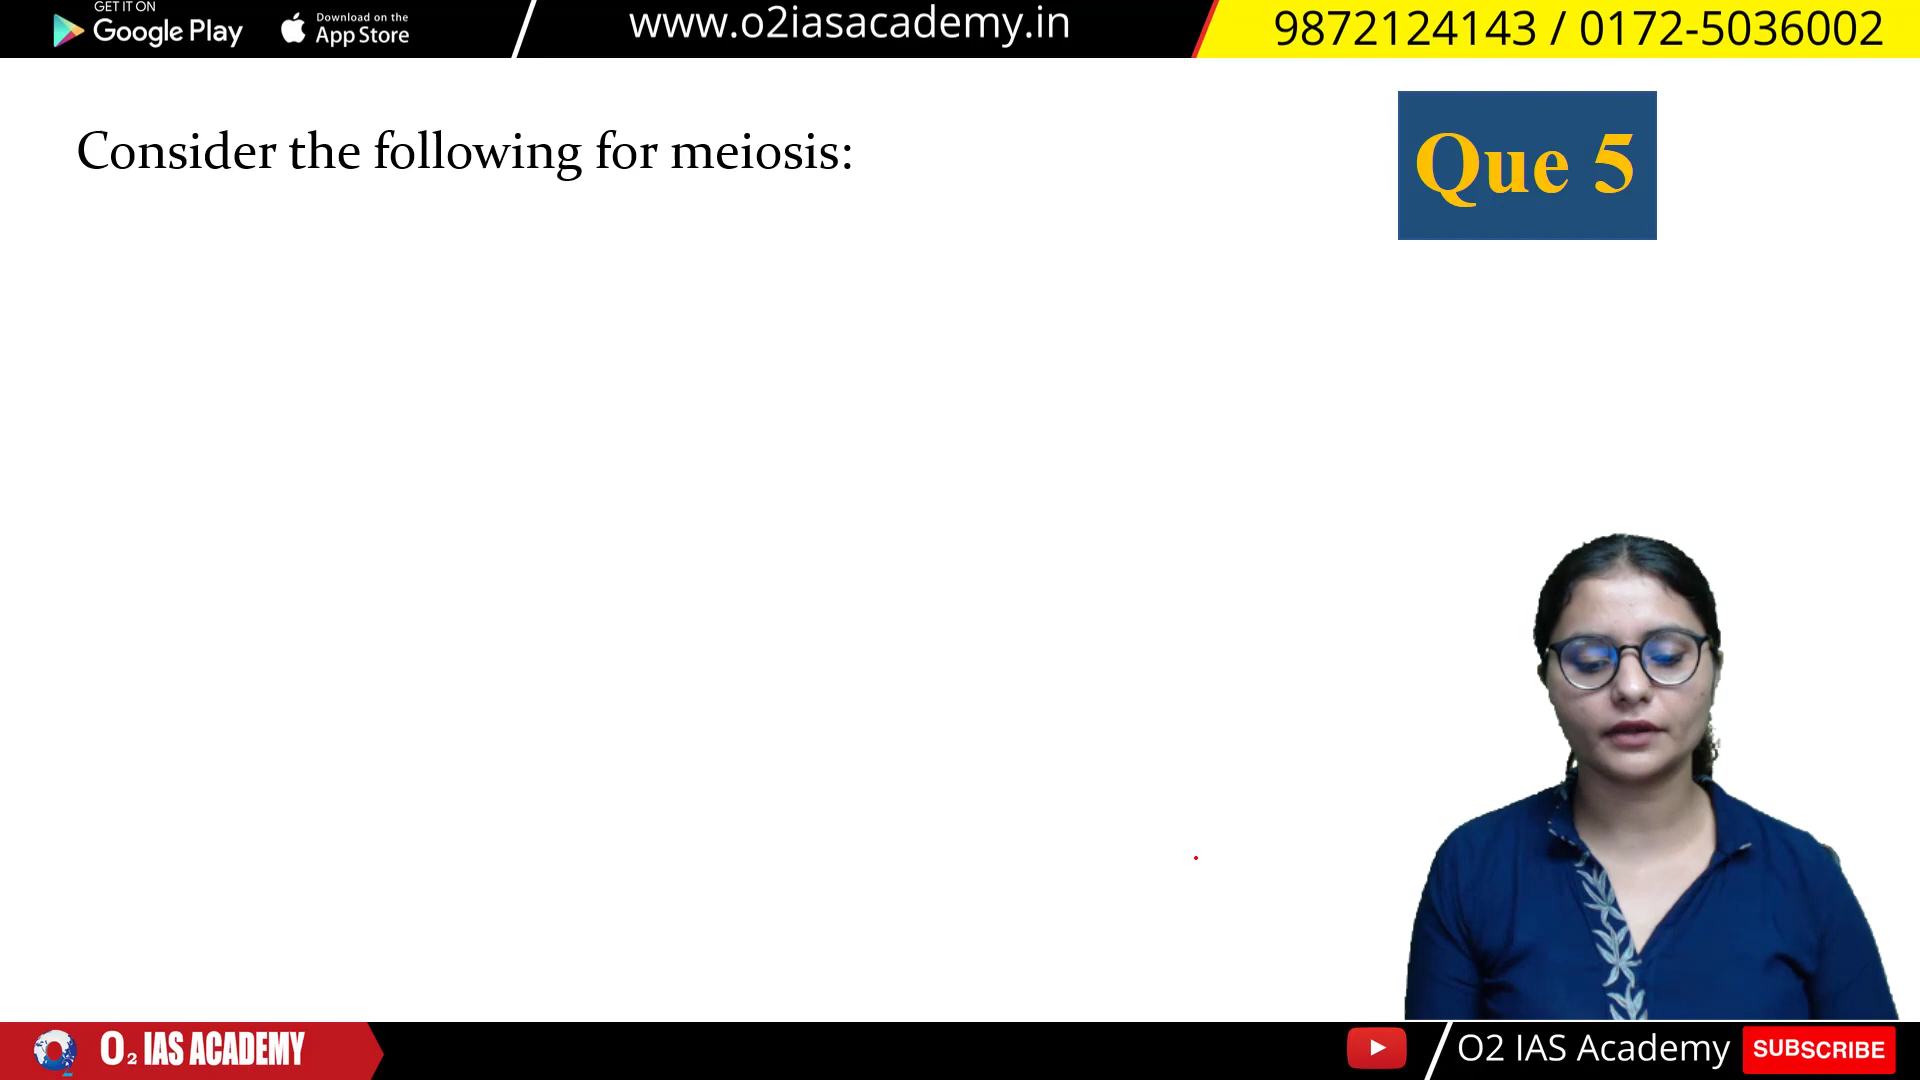 GET IT ON
Google Play
Download on the
App Store
www.o2iasacademy.in
9872124143 / 0172-5036002
Consider the following for meiosis:
Que 5
O2 IAS ACADEMY
O2 IAS Academy
SUBSCRIBE